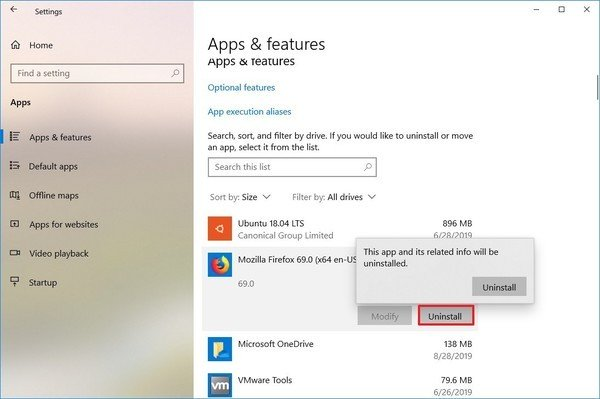 Settings
Home
Find a setting
Apps
Apps & features
Default apps
Offline maps
Apps for websites
Video playback
Startup
Apps & features
Apps & features
Optional features
App execution aliases
Search, sort, and filter by drive. If you would like to uninstall or move
an app, select it from the list.
Search this list
Sort by: Size
Filter by: All drives
Ubuntu 18.04 LTS
896 MB
Canonical Group Limited
6/28/2019
Mozilla Firefox 69.0 (x64 en-US
69.0
This app and its related info will be
uninstalled.
Uninstall
Modify
Uninstall
Microsoft OneDrive
138 MB
8/28/2019
vm
VMware Tools
79.6 MB
6/26/2019